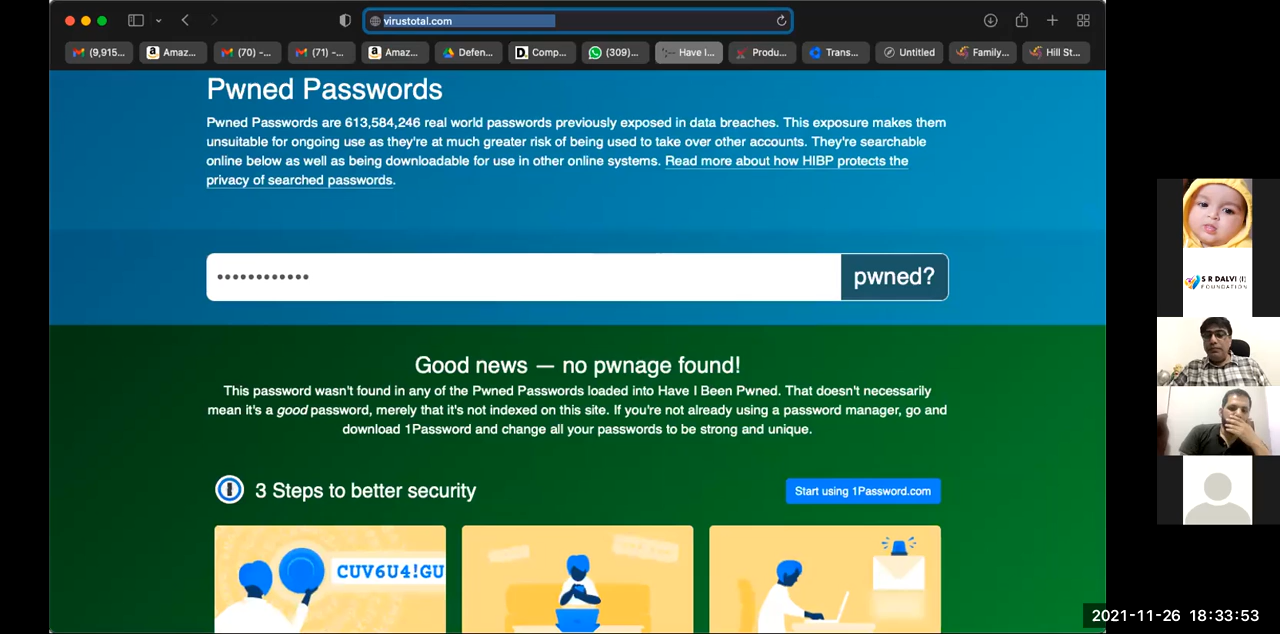 virustotal.com
(9,915...
Amaz...
(70) –...
(71) –...
Amaz...
Defen...
D. Comp...
(309)...
Have I...
Produ...
Trans...
Untitled
Family...
Hill St...
Pwned Passwords
Pwned Passwords are 613,584,246 real world passwords previously exposed in data breaches. This exposure makes them
unsuitable for ongoing use as they're at much greater risk of being used to take over other accounts. They're searchable
online below as well as being downloadable for use in other online systems. Read more about how HIBP protects the
privacy of searched passwords.
••••••••••••
pwned?
Good news — no pwnage found!
This password wasn't found in any of the Pwned Passwords loaded into Have I Been Pwned. That doesn't necessarily
mean it's a good password, merely that it's not indexed on this site. If you're not already using a password manager, go and
download 1Password and change all your passwords to be strong and unique.
3 Steps to better security
Start using 1Password.com
CUV6U4!GU
S R DALVI (I)
FOUNDATION
2021-11-26 18:33:53